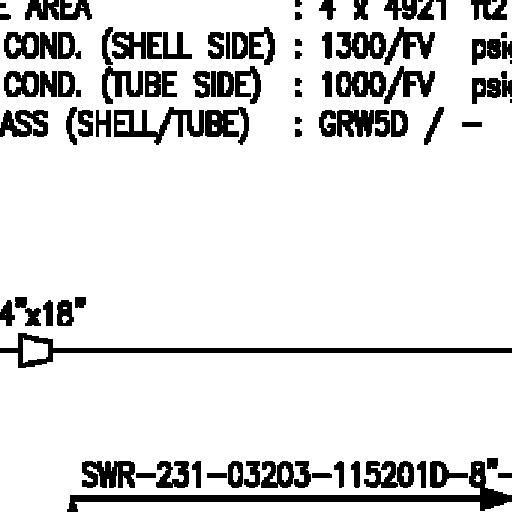 AREA : 4 x 4921 ft2
COND. (SHELL SIDE) : 1300/FV psig
COND. (TUBE SIDE) : 1000/FV psig
ASS (SHELL/TUBE) : GRW5D / -
4"x18"
SWR-231-03203-115201D-8"-